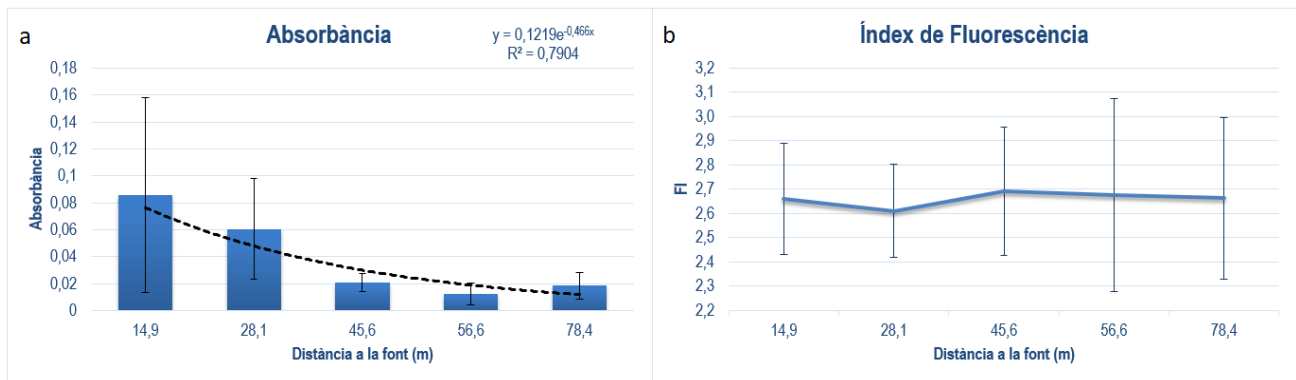 a
Absorbància
y = 0,1219e-0,466x
R² = 0,7904
0,18
0,16
0,14
0,12
0,1
0,08
0,06
0,04
0,02
0
Absorbància
14,9 28,1 45,6 56,6 78,4
Distància a la font (m)
b
Índex de Fluorescència
3,2
3,1
3,0
2,9
2,8
2,7
2,6
2,5
2,4
2,3
2,2
FI
14,9 28,1 45,6 56,6 78,4
Distància a la font (m)